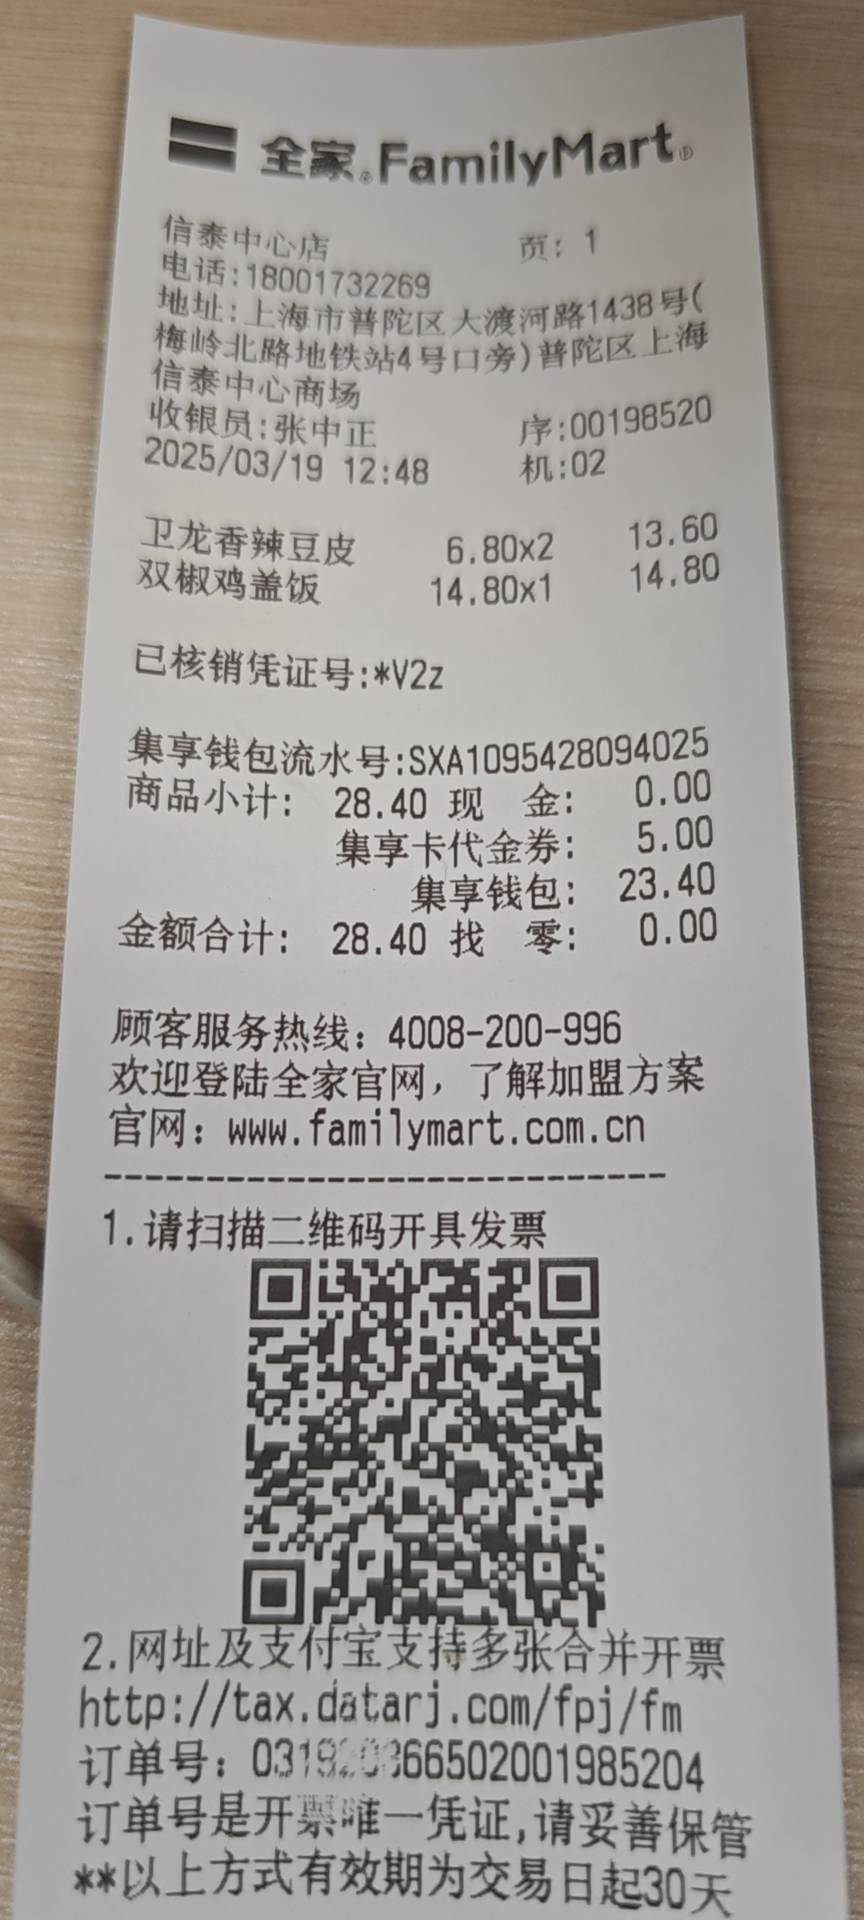 全家®FamilyMart®
信泰中心店 页: 1
电话:18001732269
地址:上海市普陀区大渡河路1438号(
梅岭北路地铁站4号口旁)普陀区上海
信泰中心商场
收银员:张中正 序:00198520
2025/03/19 12:48 机:02
卫龙香辣豆皮 6.80x2 13.60
双椒鸡盖饭 14.80x1 14.80
已核销凭证号:*V2z
集享钱包流水号:SXA1095428094025
商品小计: 28.40 现 金: 0.00
集享卡代金券: 5.00
集享钱包: 23.40
金额合计: 28.40 找 零: 0.00
顾客服务热线: 4008-200-996
欢迎登陆全家官网,了解加盟方案
官网: www.familymart.com.cn
-----------------------------
1.请扫描二维码开具发票
2.网址及支付宝支持多张合并开票
http://tax.datarj.com/fpj/fm
订单号:
订单号是开票唯一凭证,请妥善保管
**以上方式有效期为交易日起30天